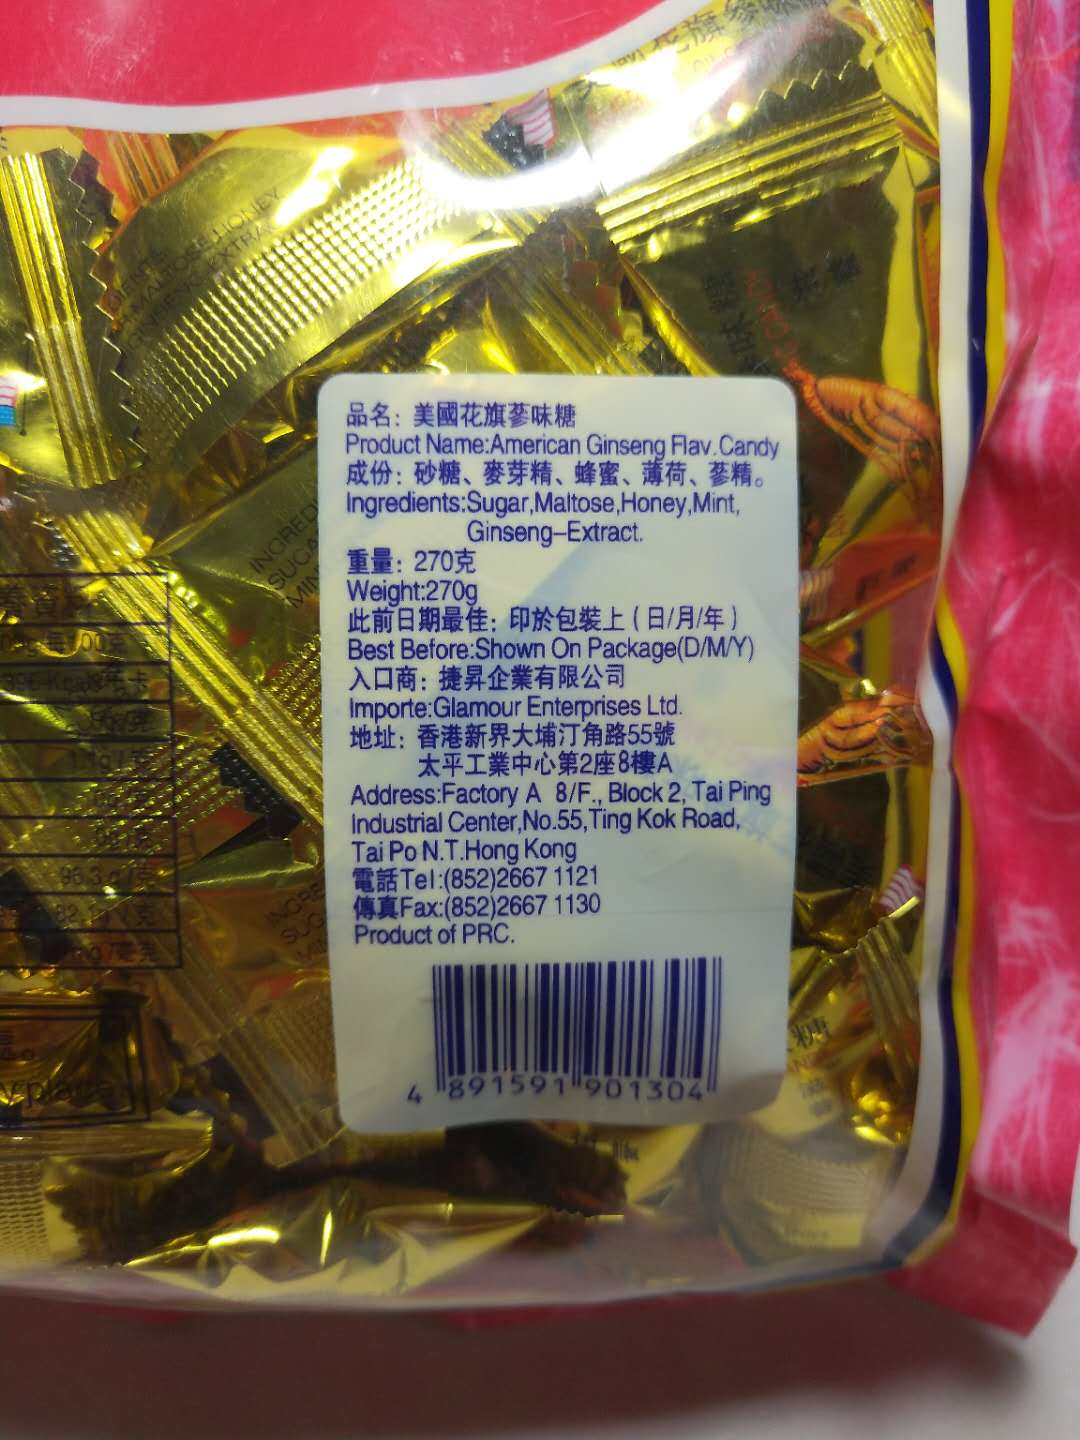 品名：美國花旗蔘味糖
Product Name:American Ginseng Flav.Candy
成份：砂糖、麥芽精、蜂蜜、薄荷、蔘精。
Ingredients:Sugar,Maltose,Honey,Mint,
Ginseng-Extract.
重量：270克
Weight:270g
此前日期最佳：印於包裝上（日/月/年）
Best Before:Shown On Package(D/M/Y)
入口商：捷昇企業有限公司
Importe:Glamour Enterprises Ltd.
地址：香港新界大埔汀角路55號
太平工業中心第2座8樓A
Address:Factory A 8/F., Block 2, Tai Ping
Industrial Center,No.55,Ting Kok Road,
Tai Po N.T.Hong Kong
電話Tel:(852)2667 1121
傳真Fax:(852)2667 1130
Product of PRC.
4 891591 901304